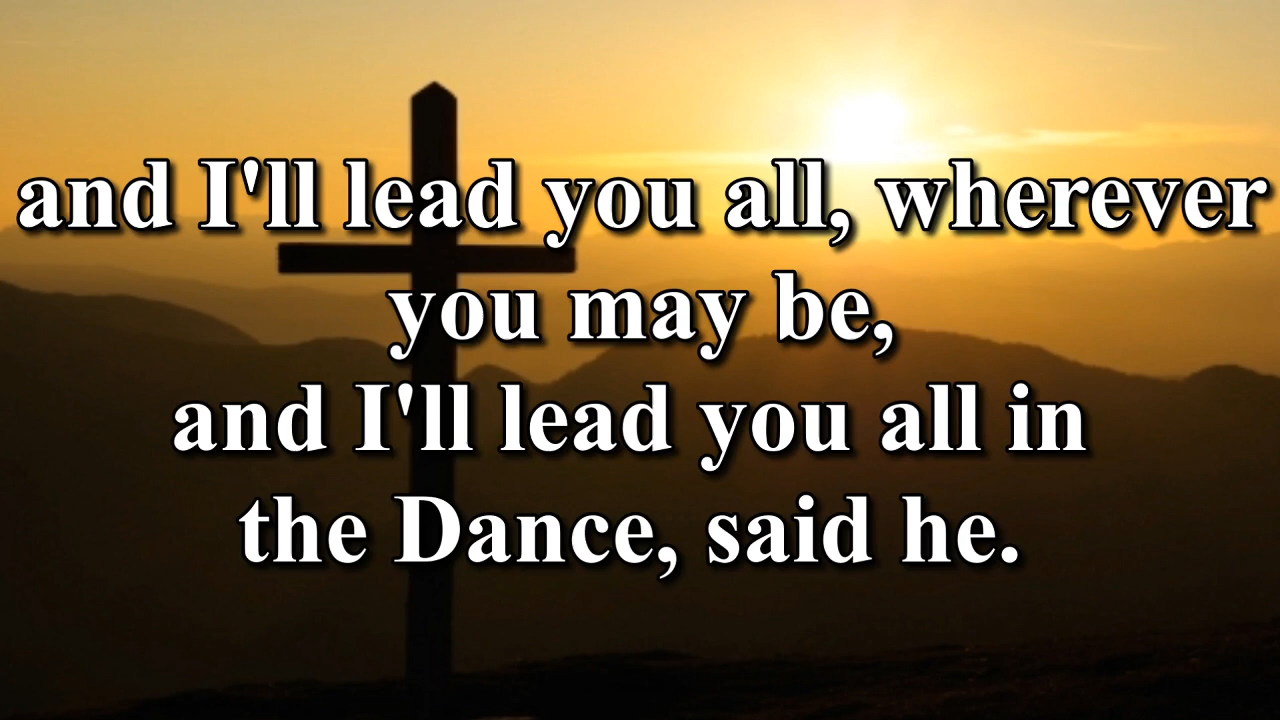 and I'll lead you all, wherever
you may be,
and I'll lead you all in
the Dance, said he.